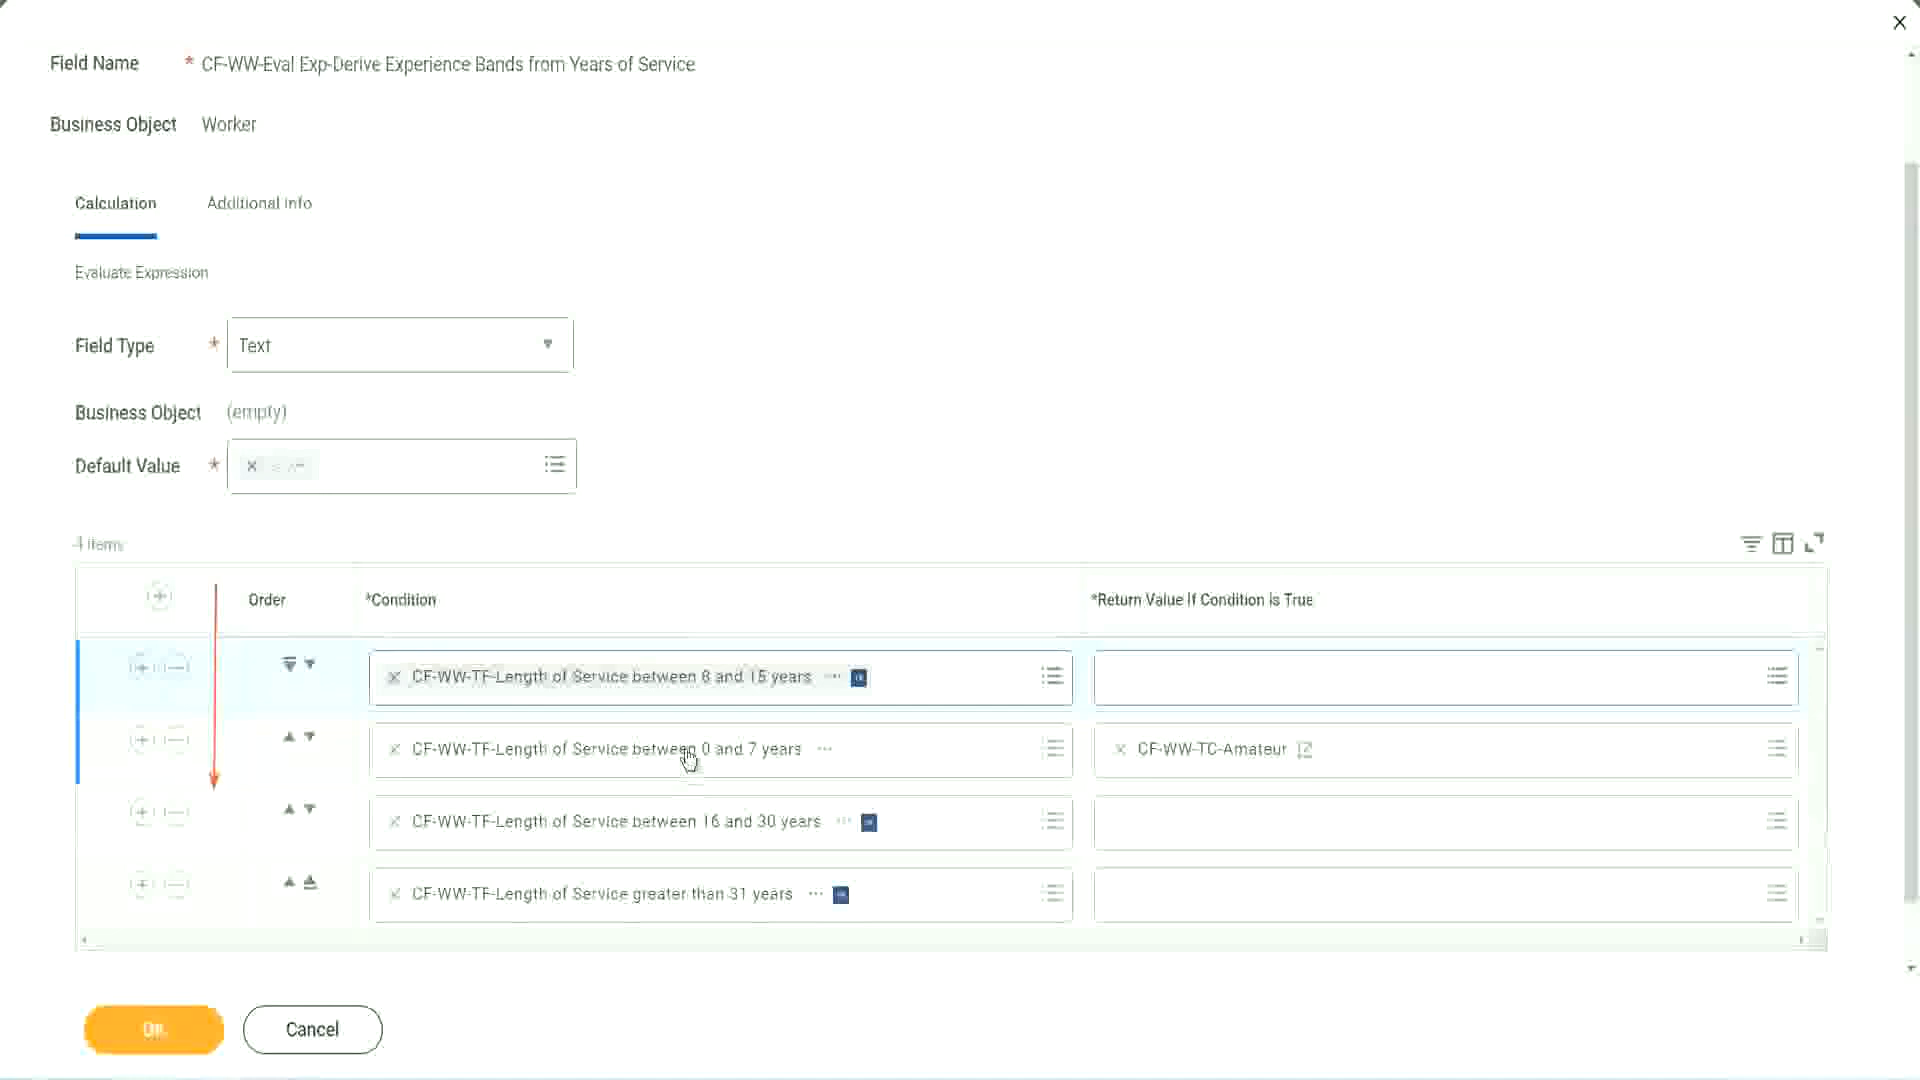 Field Name * CF-WW-Eval Exp-Derive Experience Bands from Years of Service
Business Object Worker
Calculation Additional Info
Evaluate Expression
Field Type * Text
Business Object (empty)
Default Value *
4 items
Order *Condition *Return Value if Condition is True
CF-WW-TF-Length of Service between 8 and 15 years
CF-WW-TF-Length of Service between 0 and 7 years CF-WW-TC-Amateur
CF-WW-TF-Length of Service between 16 and 30 years
CF-WW-TF-Length of Service greater than 31 years
OK Cancel